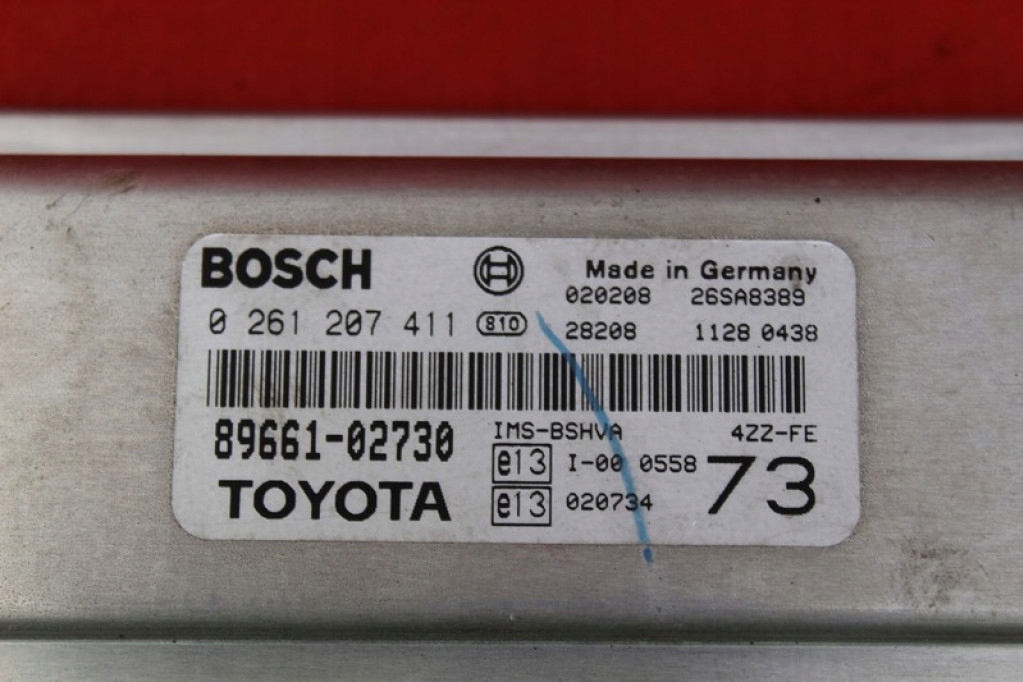 BOSCH
Made in Germany
020208 26SA8389
0 261 207 411 810 28208 1128 0438
89661-02730
IMS-BSHVA 4ZZ-FE
e13 I-00 0558
73
TOYOTA
e13 020734